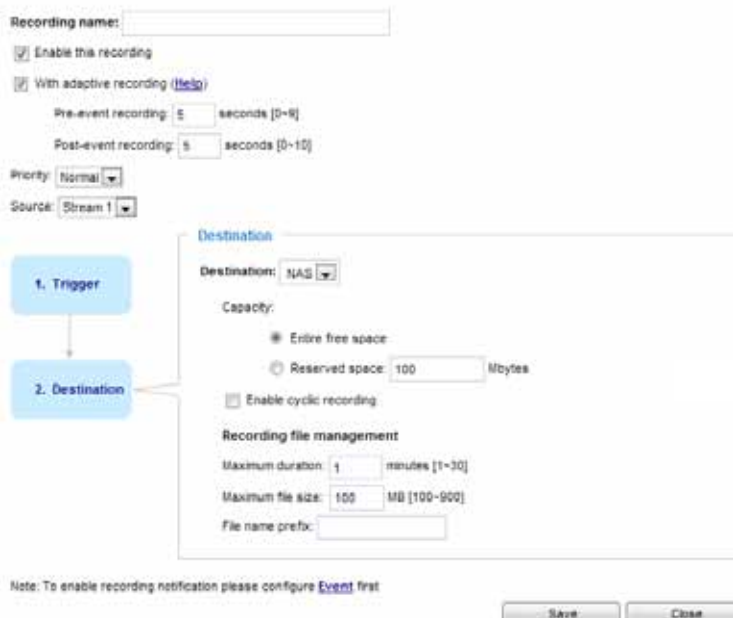 Recording name:
Enable this recording
With adaptive recording (Help)
Pre-event recording: 5 seconds [0~9]
Post-event recording: 5 seconds [0~10]
Priority: Normal
Source: Stream 1
Destination
1. Trigger
Destination: NAS
Capacity:
Entire free space
Reserved space: 100 Mbytes
2. Destination
Enable cyclic recording
Recording file management
Maximum duration: 1 minutes [1~30]
Maximum file size: 100 MB [100~900]
File name prefix:
Note: To enable recording notification please configure Event first
Save Close